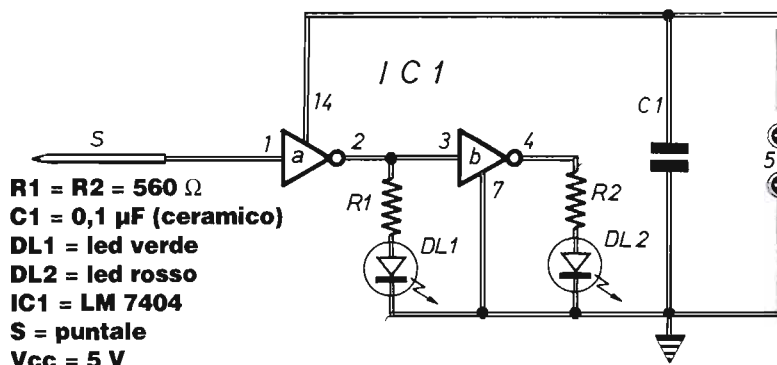 IC1
14
C1
S
1
a
2
3
b
4
7
5
R1
R2
DL1
DL2
R1 = R2 = 560 Ω
C1 = 0,1 µF (ceramico)
DL1 = led verde
DL2 = led rosso
IC1 = LM 7404
S = puntale
Vcc = 5 V